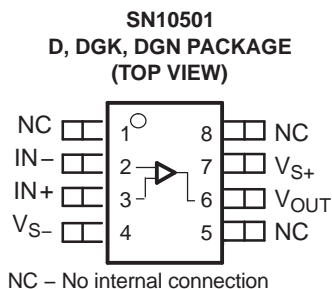 SN10501
D, DGK, DGN PACKAGE
(TOP VIEW)
NC 1 8 NC
IN− 2 7 VS+
IN+ 3 6 VOUT
VS− 4 5 NC
NC − No internal connection